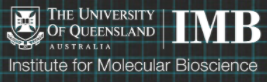 THE UNIVERSITY
OF QUEENSLAND
AUSTRALIA
IMB
Institute for Molecular Bioscience